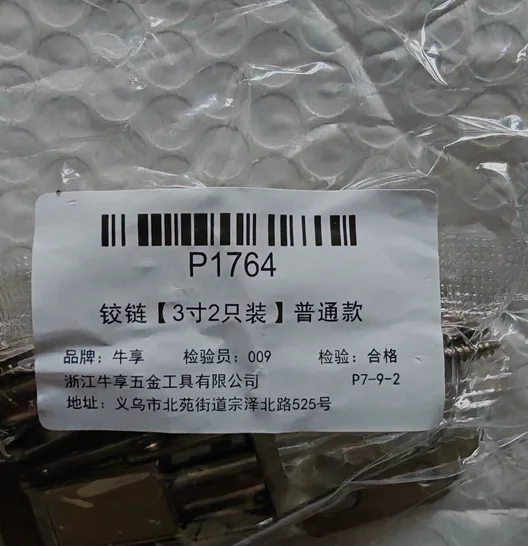 P1764
铰链【3寸2只装】普通款
品牌：牛享 检验员：009 检验：合格
浙江牛享五金工具有限公司 P7-9-2
地址：义乌市北苑街道宗泽北路525号